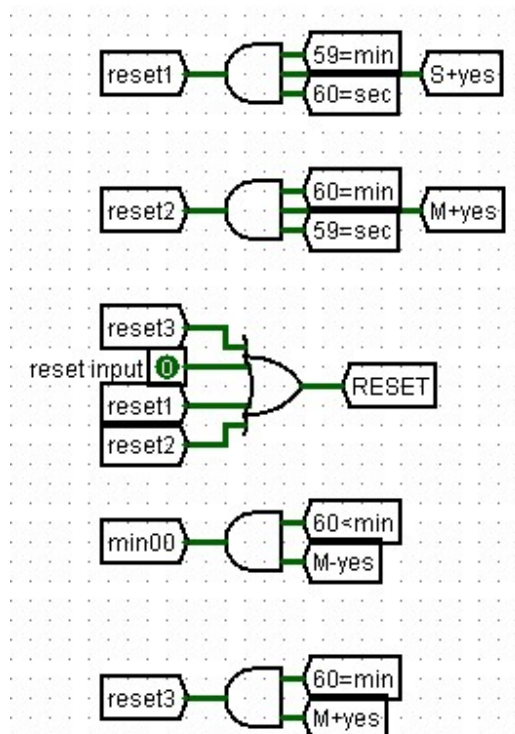 59=min
reset1
S+yes
60=sec
60=min
reset2
M+yes
59=sec
reset3
reset input 0
RESET
reset1
reset2
60<min
min00
M-yes
60=min
reset3
M+yes